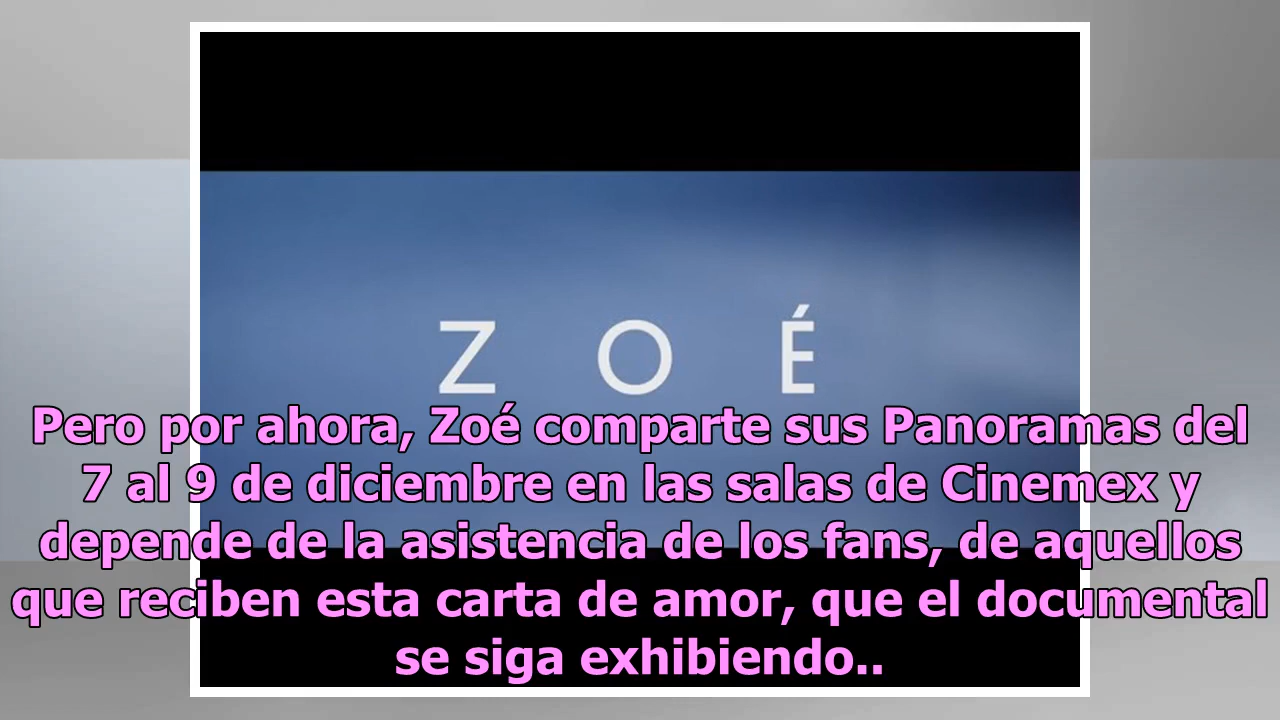 Z O É
Pero por ahora, Zoé comparte sus Panoramas del
7 al 9 de diciembre en las salas de Cinemex y
depende de la asistencia de los fans, de aquellos
que reciben esta carta de amor, que el documental
se siga exhibiendo..